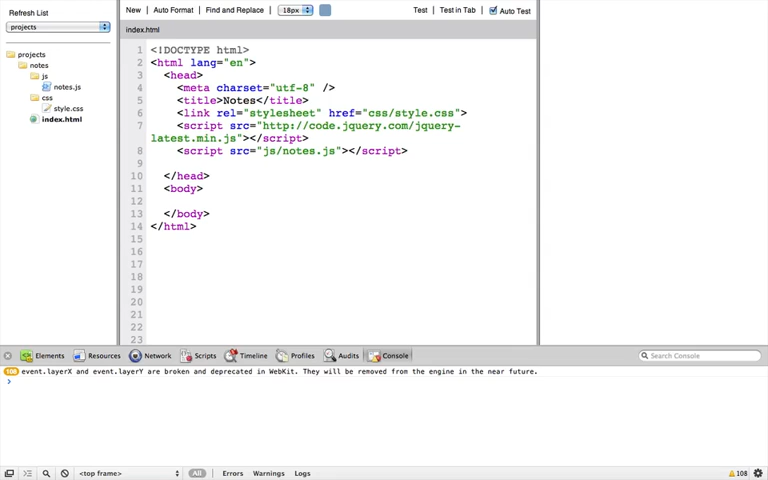 Refresh List
projects
projects
notes
js
notes.js
css
style.css
index.html
New | Auto Format | Find and Replace | 18px
Test | Test in Tab | Auto Test
index.html
1 <!DOCTYPE html>
2 <html lang="en">
3 <head>
4 <meta charset="utf-8" />
5 <title>Notes</title>
6 <link rel="stylesheet" href="css/style.css">
7 <script src="http://code.jquery.com/jquery-
latest.min.js"></script>
8 <script src="js/notes.js"></script>
9
10 </head>
11 <body>
12
13 </body>
14 </html>
15
16
17
18
19
20
21
22
23
Elements Resources Network Scripts Timeline Profiles Audits Console
Search Console
108 event.layerX and event.layerY are broken and deprecated in WebKit. They will be removed from the engine in the near future.
>
<top frame> All Errors Warnings Logs
108